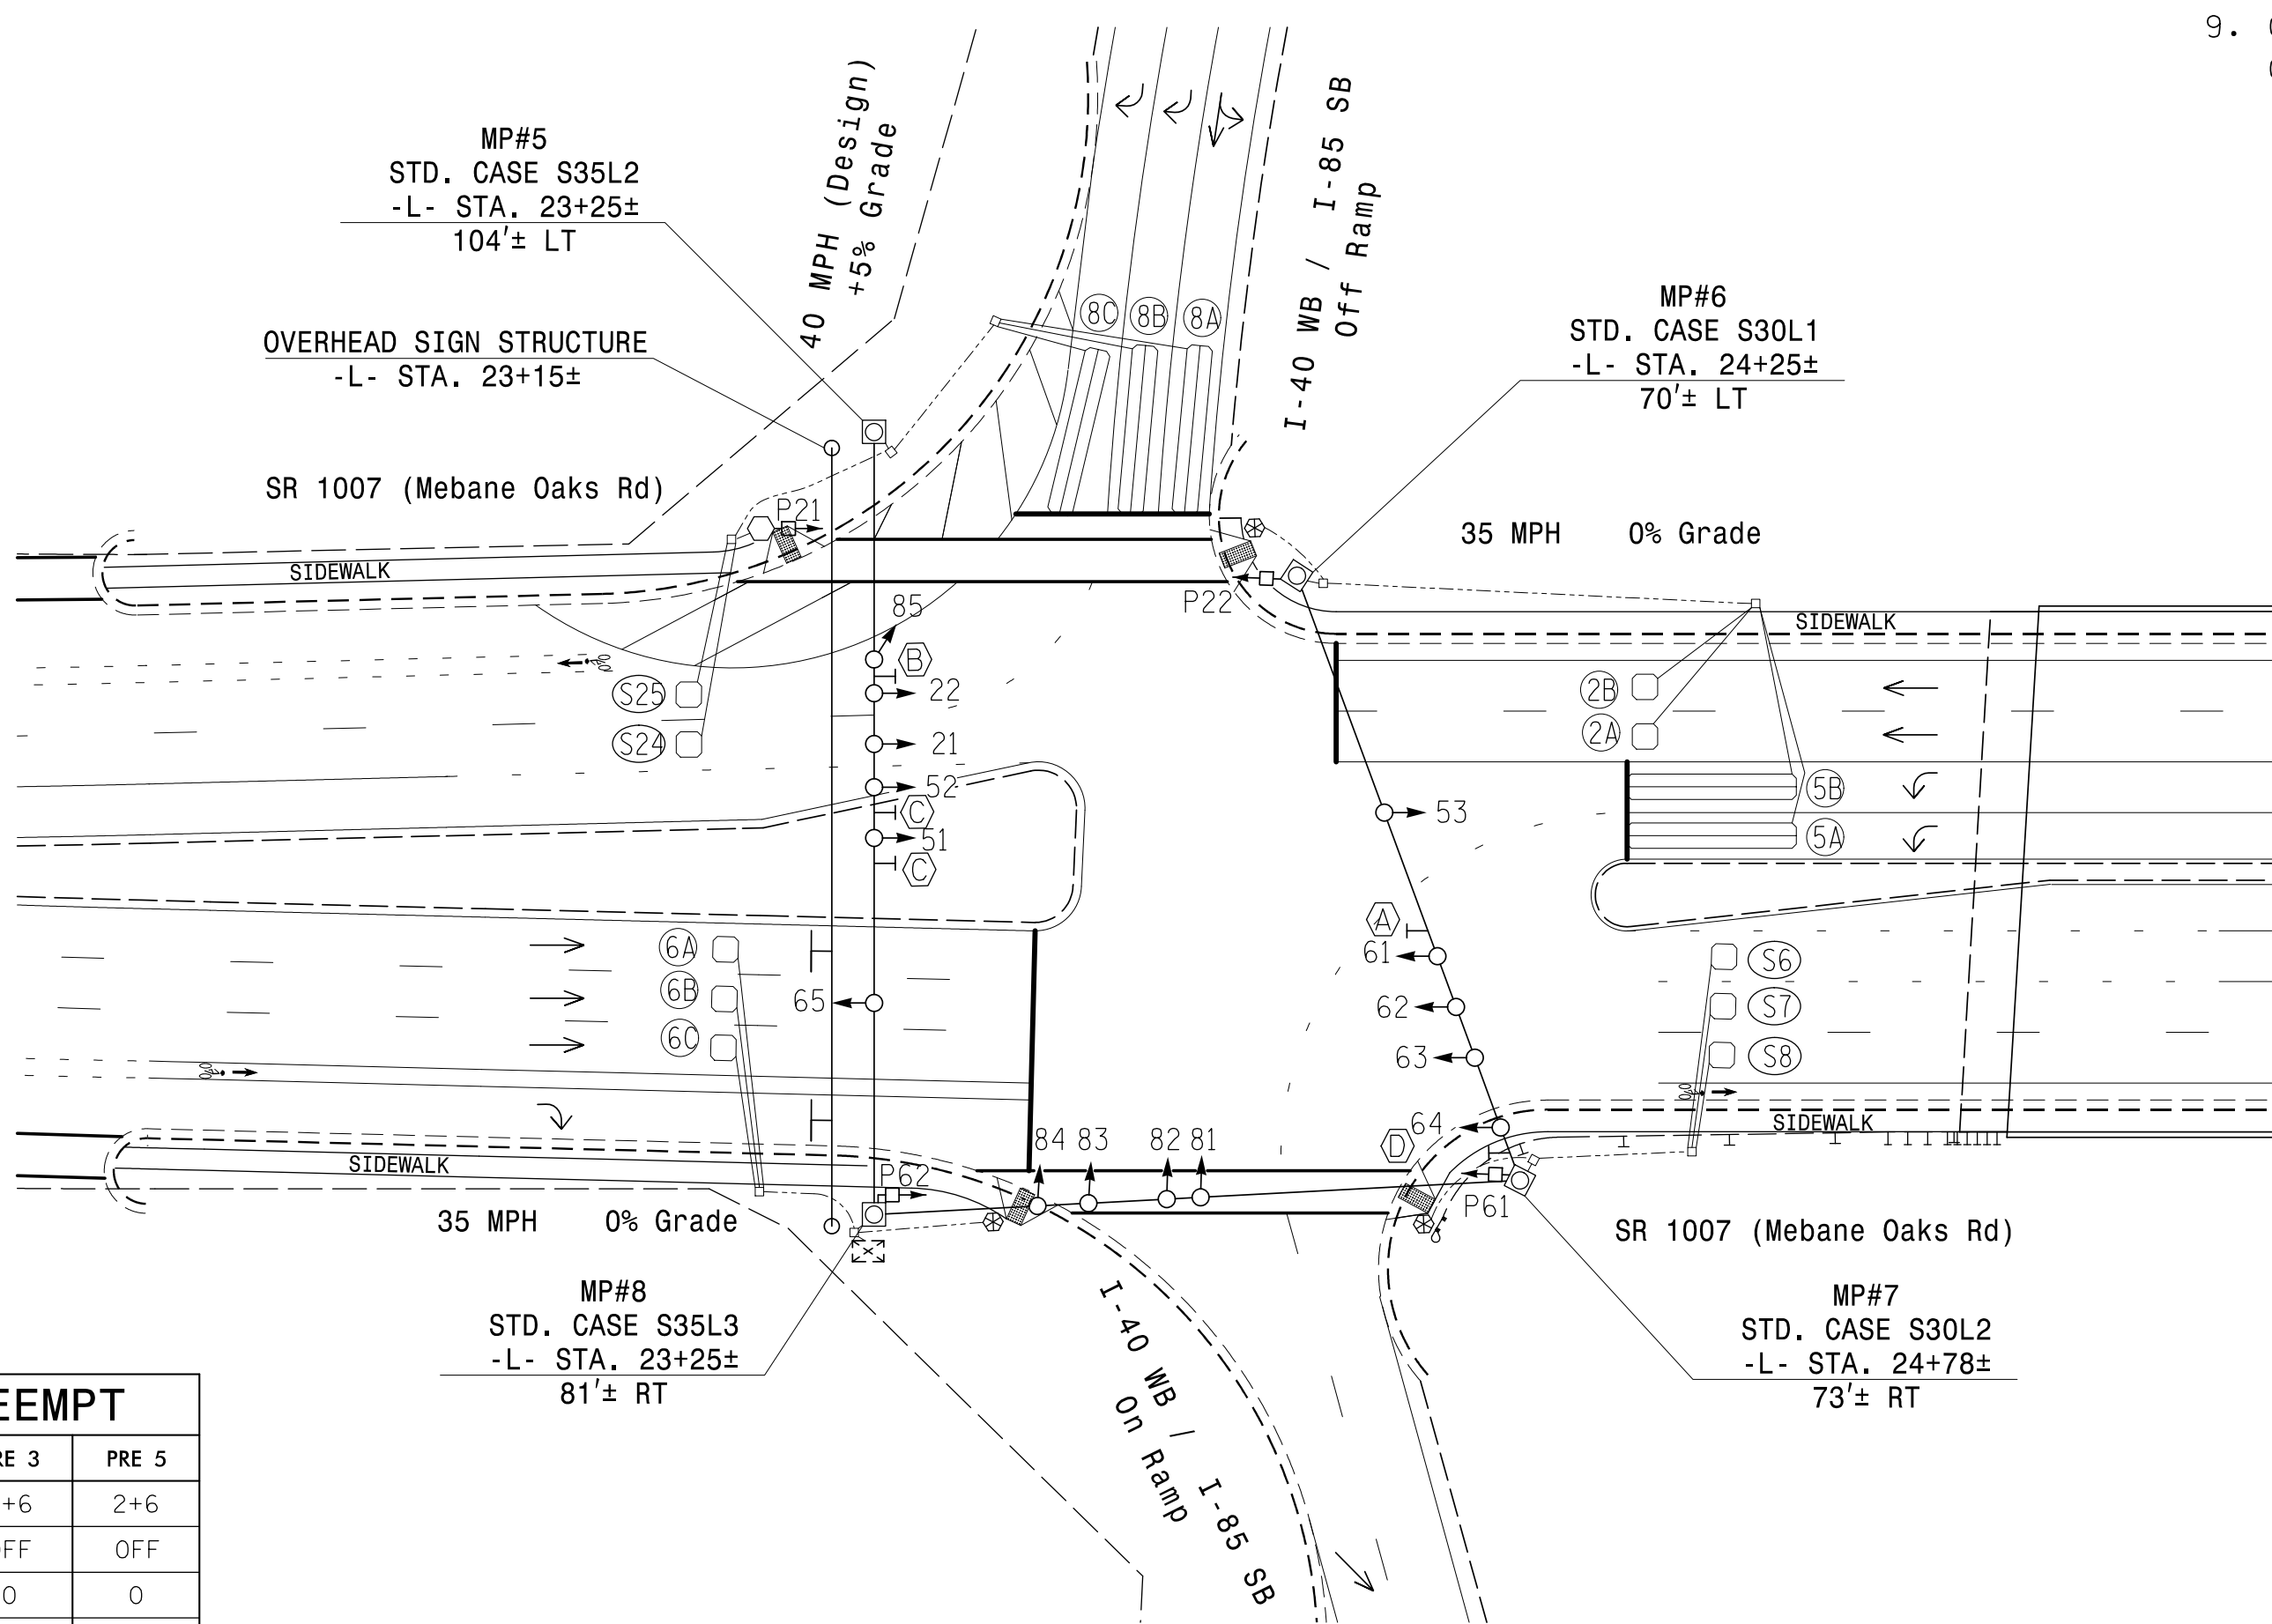 9.
MP#5
STD. CASE S35L2
-L- STA. 23+25±
104'± LT
OVERHEAD SIGN STRUCTURE
-L- STA. 23+15±
SR 1007 (Mebane Oaks Rd)
40 MPH (Design)
+5% Grade
I-40 WB / I-85 SB
Off Ramp
8C
8B
8A
MP#6
STD. CASE S30L1
-L- STA. 24+25±
70'± LT
35 MPH 0% Grade
P21
P22
SIDEWALK
SIDEWALK
85
B
22
21
52
C
51
C
S25
S24
2B
2A
5B
5A
53
A
61
62
63
64
6A
6B
6C
65
S6
S7
S8
84
83
82
81
D
SIDEWALK
SIDEWALK
P62
P61
35 MPH 0% Grade
SR 1007 (Mebane Oaks Rd)
MP#8
STD. CASE S35L3
-L- STA. 23+25±
81'± RT
MP#7
STD. CASE S30L2
-L- STA. 24+78±
73'± RT
I-40 WB / I-85 SB
On Ramp
EEMPT
RE 3
PRE 5
+6
2+6
FF
OFF
0
0